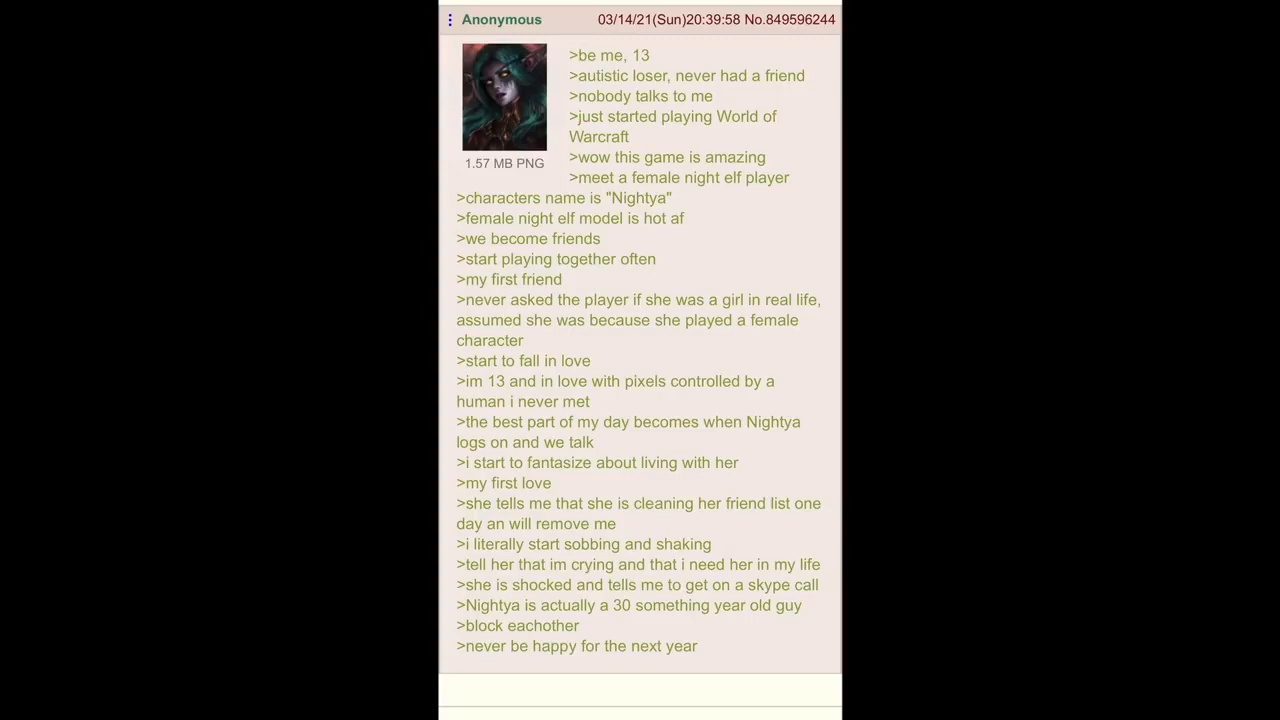 Anonymous 03/14/21(Sun)20:39:58 No.849596244
1.57 MB PNG
>be me, 13
>autistic loser, never had a friend
>nobody talks to me
>just started playing World of
Warcraft
>wow this game is amazing
>meet a female night elf player
>characters name is "Nightya"
>female night elf model is hot af
>we become friends
>start playing together often
>my first friend
>never asked the player if she was a girl in real life,
assumed she was because she played a female
character
>start to fall in love
>im 13 and in love with pixels controlled by a
human i never met
>the best part of my day becomes when Nightya
logs on and we talk
>i start to fantasize about living with her
>my first love
>she tells me that she is cleaning her friend list one
day an will remove me
>i literally start sobbing and shaking
>tell her that im crying and that i need her in my life
>she is shocked and tells me to get on a skype call
>Nightya is actually a 30 something year old guy
>block eachother
>never be happy for the next year